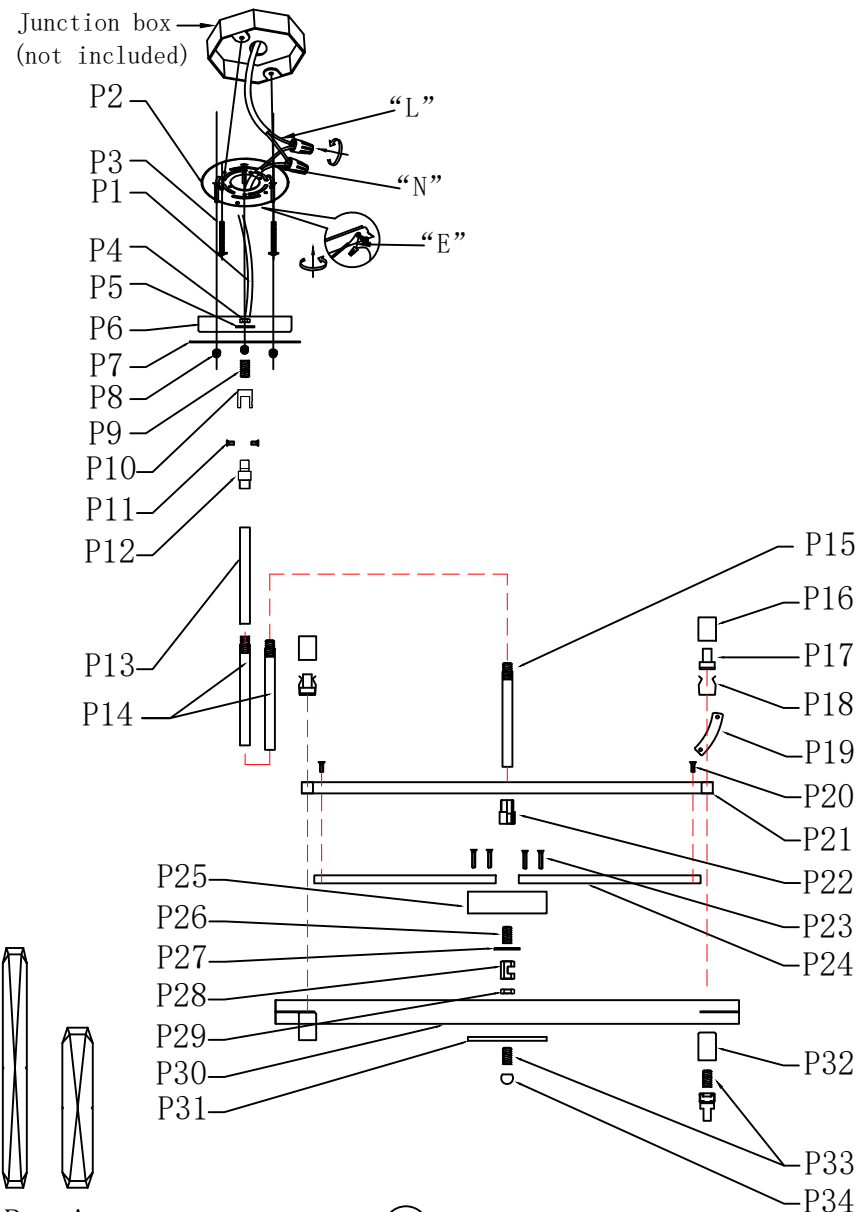 Junction box
(not included)
P2
"L"
P3
P1
"N"
P4
"E"
P5
P6
P7
P8
P9
P10
P11
P12
P13
P14
P15
P16
P17
P18
P19
P20
P21
P22
P23
P24
P25
P26
P27
P28
P29
P30
P31
P32
P33
P34